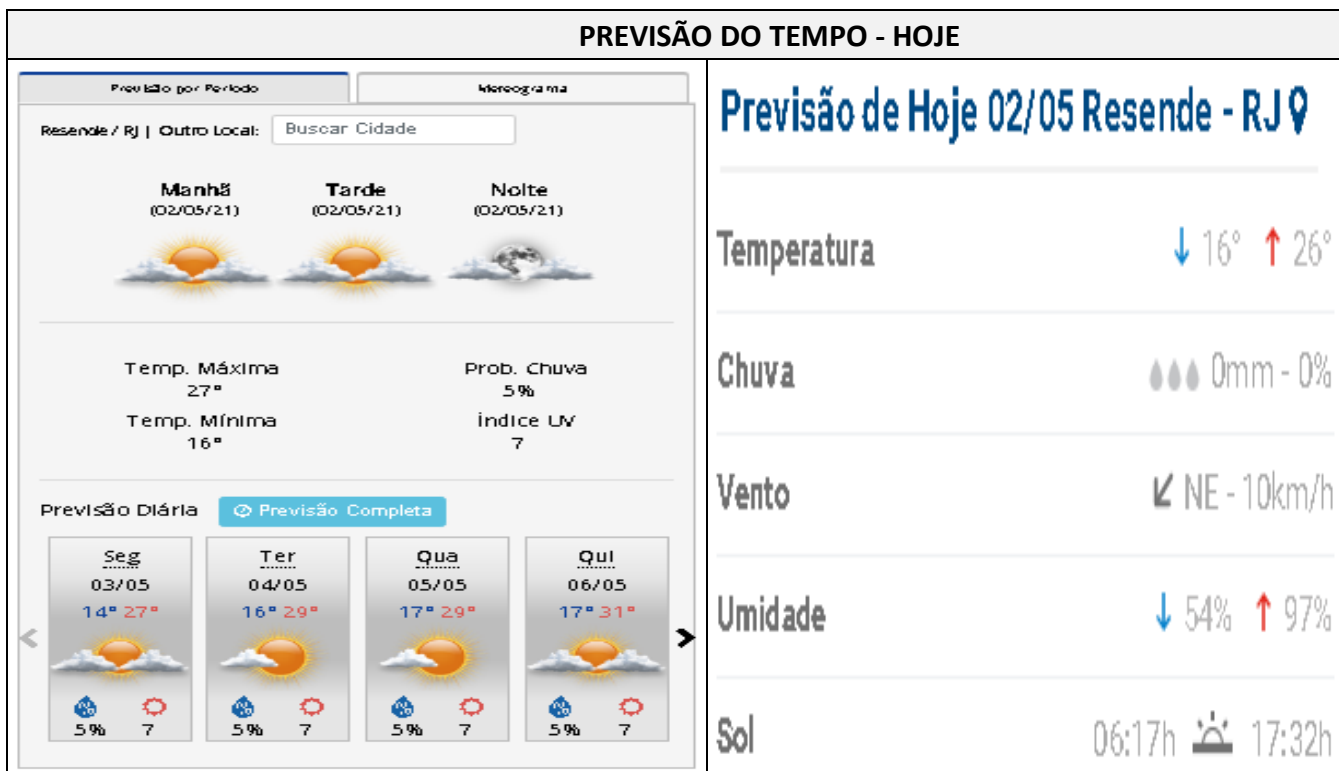 PREVISÃO DO TEMPO - HOJE
Previsão por Período
Meteograma
Resende / RJ | Outro Local: Buscar Cidade
Manhã Tarde Noite
(02/05/21) (02/05/21) (02/05/21)
Temp. Máxima Prob. Chuva
27° 5%
Temp. Mínima Índice UV
16° 7
Previsão Diária Previsão Completa
Seg Ter Qua Qui
03/05 04/05 05/05 06/05
14° 27° 16° 29° 17° 29° 17° 31°
5% 7 5% 7 5% 7 5% 7
Previsão de Hoje 02/05 Resende - RJ
Temperatura 16° 26°
Chuva 0mm - 0%
Vento NE - 10km/h
Umidade 54% 97%
Sol 06:17h 17:32h